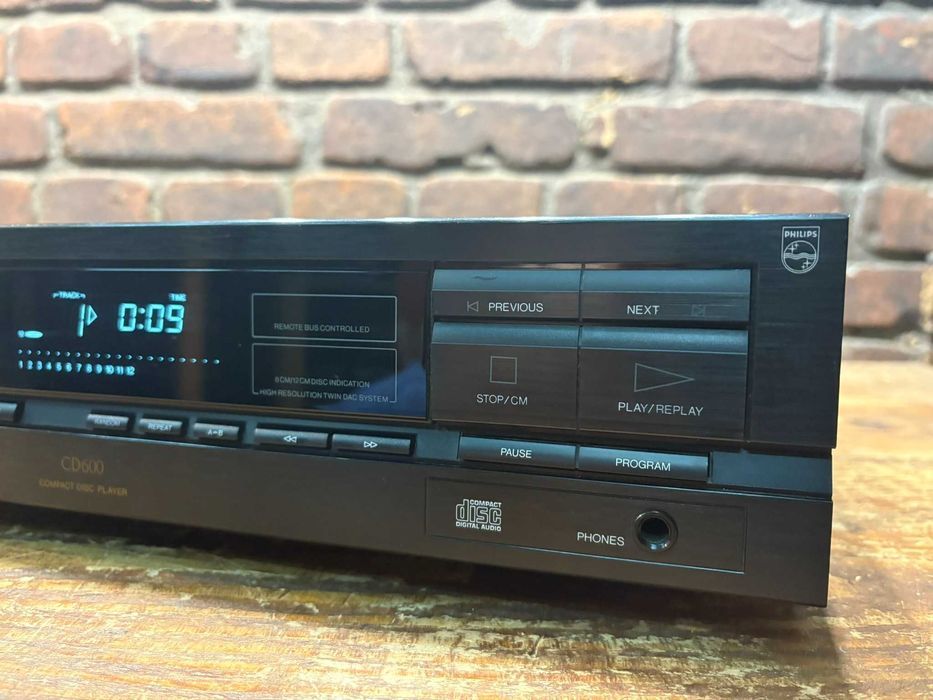 PHILIPS
TRACK
TIME
1 0:09
1 2 3 4 5 6 7 8 9 10 11 12
REMOTE BUS CONTROLLED
8 CM/12 CM DISC INDICATION
HIGH RESOLUTION TWIN DAC SYSTEM
PREVIOUS
NEXT
STOP/CM
PLAY/REPLAY
RANDOM
REPEAT
A-B
PAUSE
PROGRAM
CD600
COMPACT DISC PLAYER
COMPACT
disc
DIGITAL AUDIO
PHONES